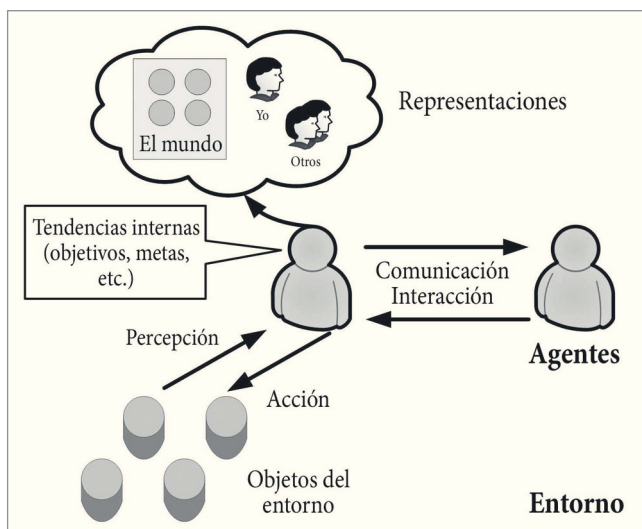 Representaciones
Yo
El mundo
Otros
Tendencias internas
(objetivos, metas,
etc.)
Comunicación
Interacción
Agentes
Percepción
Acción
Objetos del
entorno
Entorno